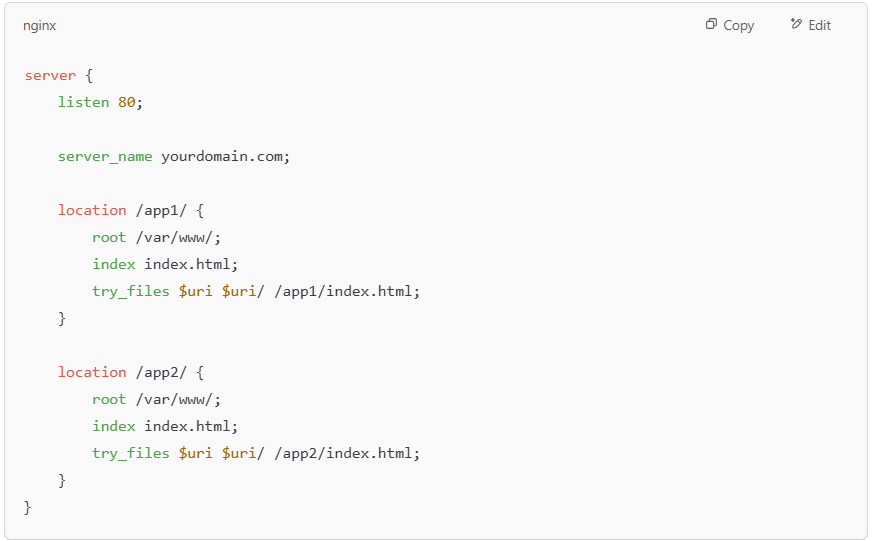 nginx
Copy
Edit
server {
    listen 80;
    server_name yourdomain.com;
    location /app1/ {
        root /var/www/;
        index index.html;
        try_files $uri $uri/ /app1/index.html;
    }
    location /app2/ {
        root /var/www/;
        index index.html;
        try_files $uri $uri/ /app2/index.html;
    }
}